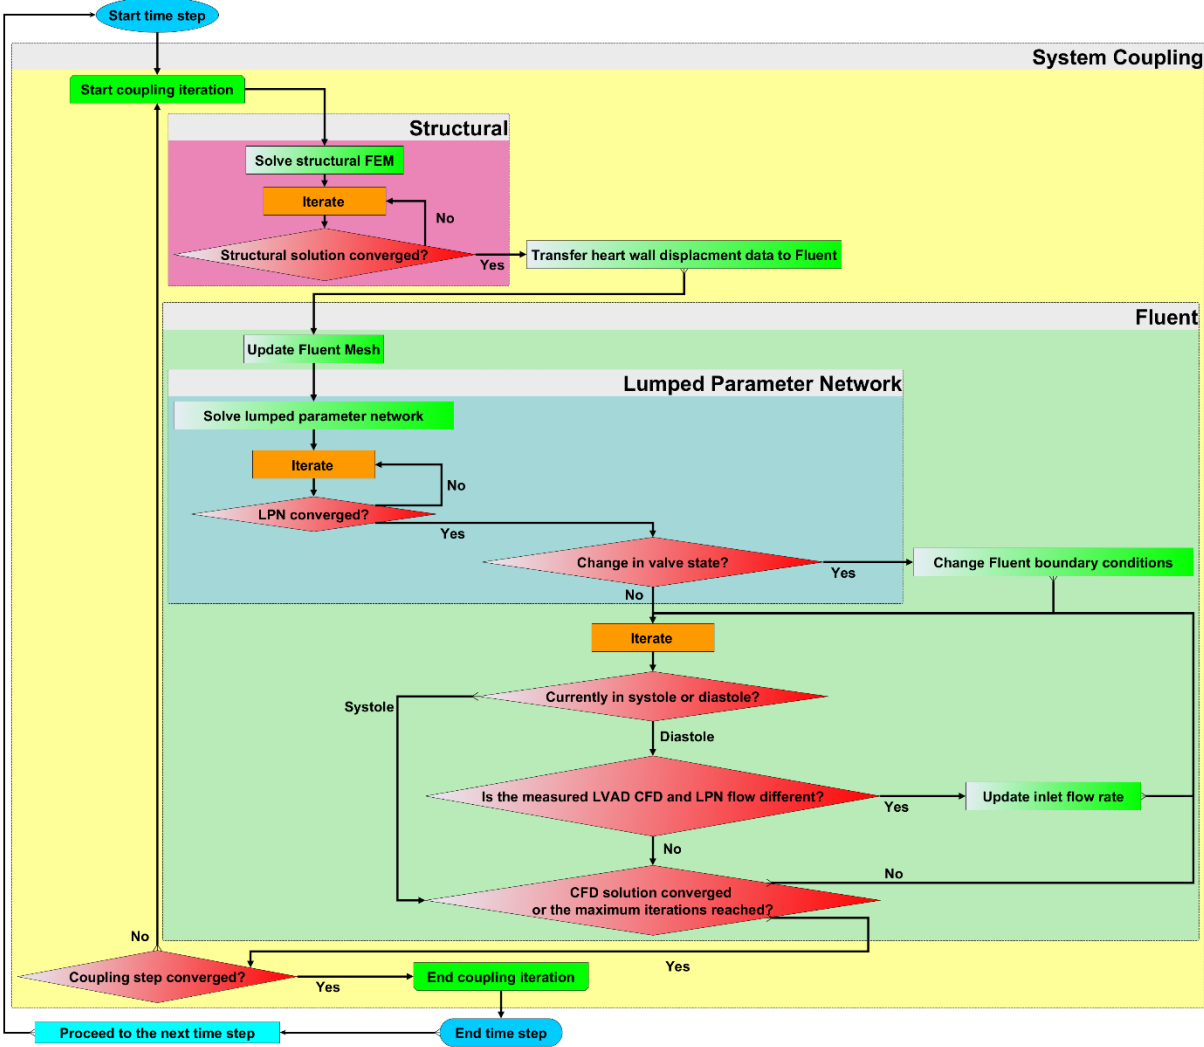 Start time step
System Coupling
Start coupling iteration
Structural
Solve structural FEM
Iterate
No
Structural solution converged?
Yes
Transfer heart wall displacment data to Fluent
Fluent
Update Fluent Mesh
Lumped Parameter Network
Solve lumped parameter network
Iterate
No
LPN converged?
Yes
Change in valve state?
Yes
Change Fluent boundary conditions
No
Iterate
Currently in systole or diastole?
Systole
Diastole
Is the measured LVAD CFD and LPN flow different?
Yes
Update inlet flow rate
No
No
CFD solution converged
or the maximum iterations reached?
No
Yes
Coupling step converged?
Yes
End coupling iteration
Proceed to the next time step
End time step